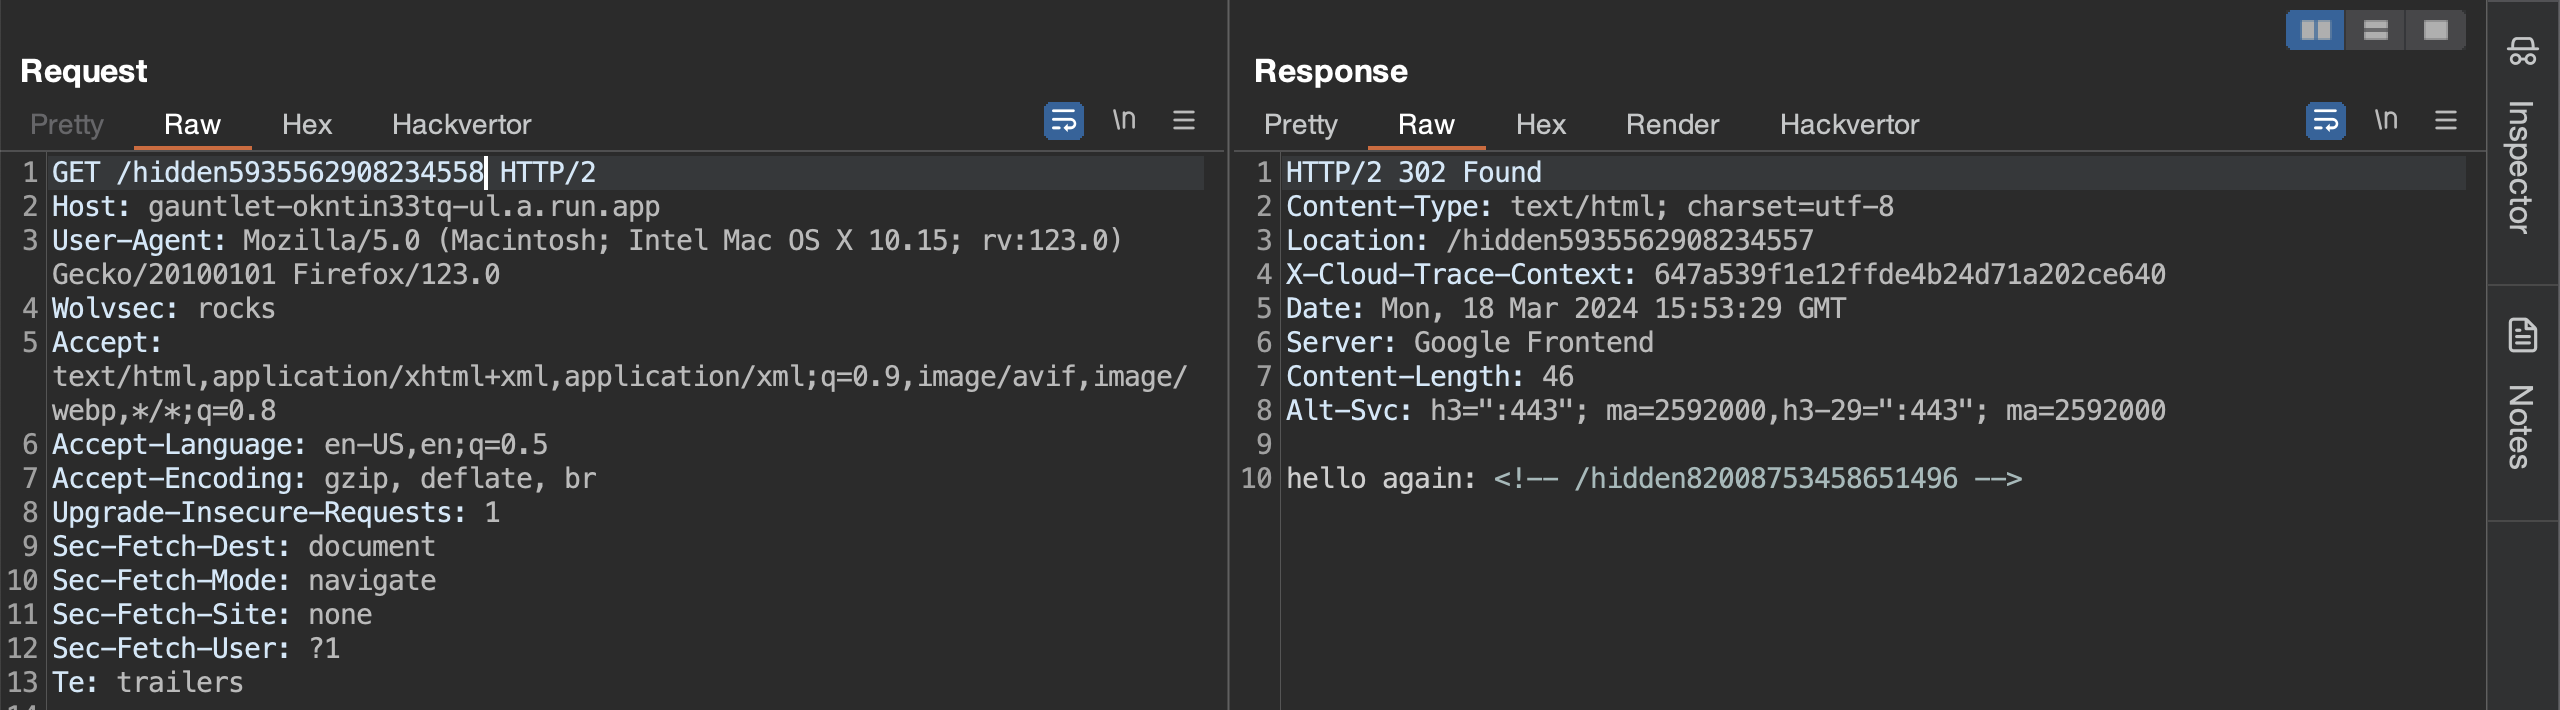 Request
Pretty Raw Hex Hackvertor \n
1 GET /hidden5935562908234558 HTTP/2
2 Host: gauntlet-okntin33tq-ul.a.run.app
3 User-Agent: Mozilla/5.0 (Macintosh; Intel Mac OS X 10.15; rv:123.0)
Gecko/20100101 Firefox/123.0
4 Wolvsec: rocks
5 Accept:
text/html,application/xhtml+xml,application/xml;q=0.9,image/avif,image/
webp,*/*;q=0.8
6 Accept-Language: en-US,en;q=0.5
7 Accept-Encoding: gzip, deflate, br
8 Upgrade-Insecure-Requests: 1
9 Sec-Fetch-Dest: document
10 Sec-Fetch-Mode: navigate
11 Sec-Fetch-Site: none
12 Sec-Fetch-User: ?1
13 Te: trailers
Response
Pretty Raw Hex Render Hackvertor \n
1 HTTP/2 302 Found
2 Content-Type: text/html; charset=utf-8
3 Location: /hidden5935562908234557
4 X-Cloud-Trace-Context: 647a539f1e12ffde4b24d71a202ce640
5 Date: Mon, 18 Mar 2024 15:53:29 GMT
6 Server: Google Frontend
7 Content-Length: 46
8 Alt-Svc: h3=":443"; ma=2592000,h3-29=":443"; ma=2592000
9
10 hello again: <!-- /hidden82008753458651496 -->
Inspector
Notes